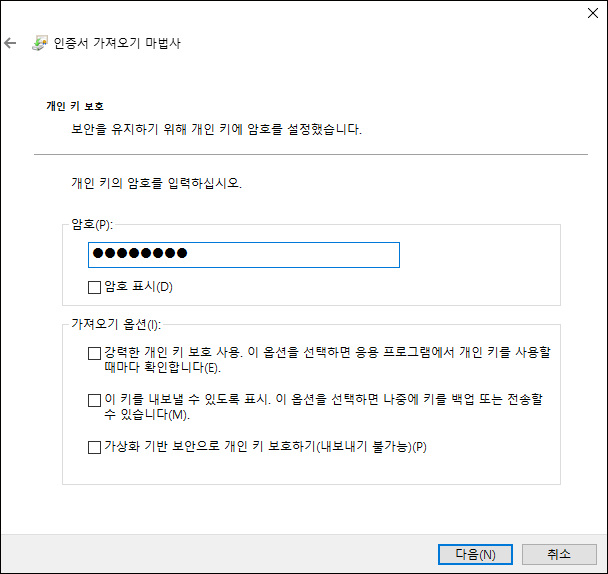 인증서 가져오기 마법사
개인 키 보호
보안을 유지하기 위해 개인 키에 암호를 설정했습니다.
개인 키의 암호를 입력하십시오.
암호(P):
●●●●●●●●
암호 표시(D)
가져오기 옵션(I):
강력한 개인 키 보호 사용. 이 옵션을 선택하면 응용 프로그램에서 개인 키를 사용할
때마다 확인합니다(E).
이 키를 내보낼 수 있도록 표시. 이 옵션을 선택하면 나중에 키를 백업 또는 전송할
수 있습니다(M).
가상화 기반 보안으로 개인 키 보호하기(내보내기 불가능)(P)
다음(N)
취소